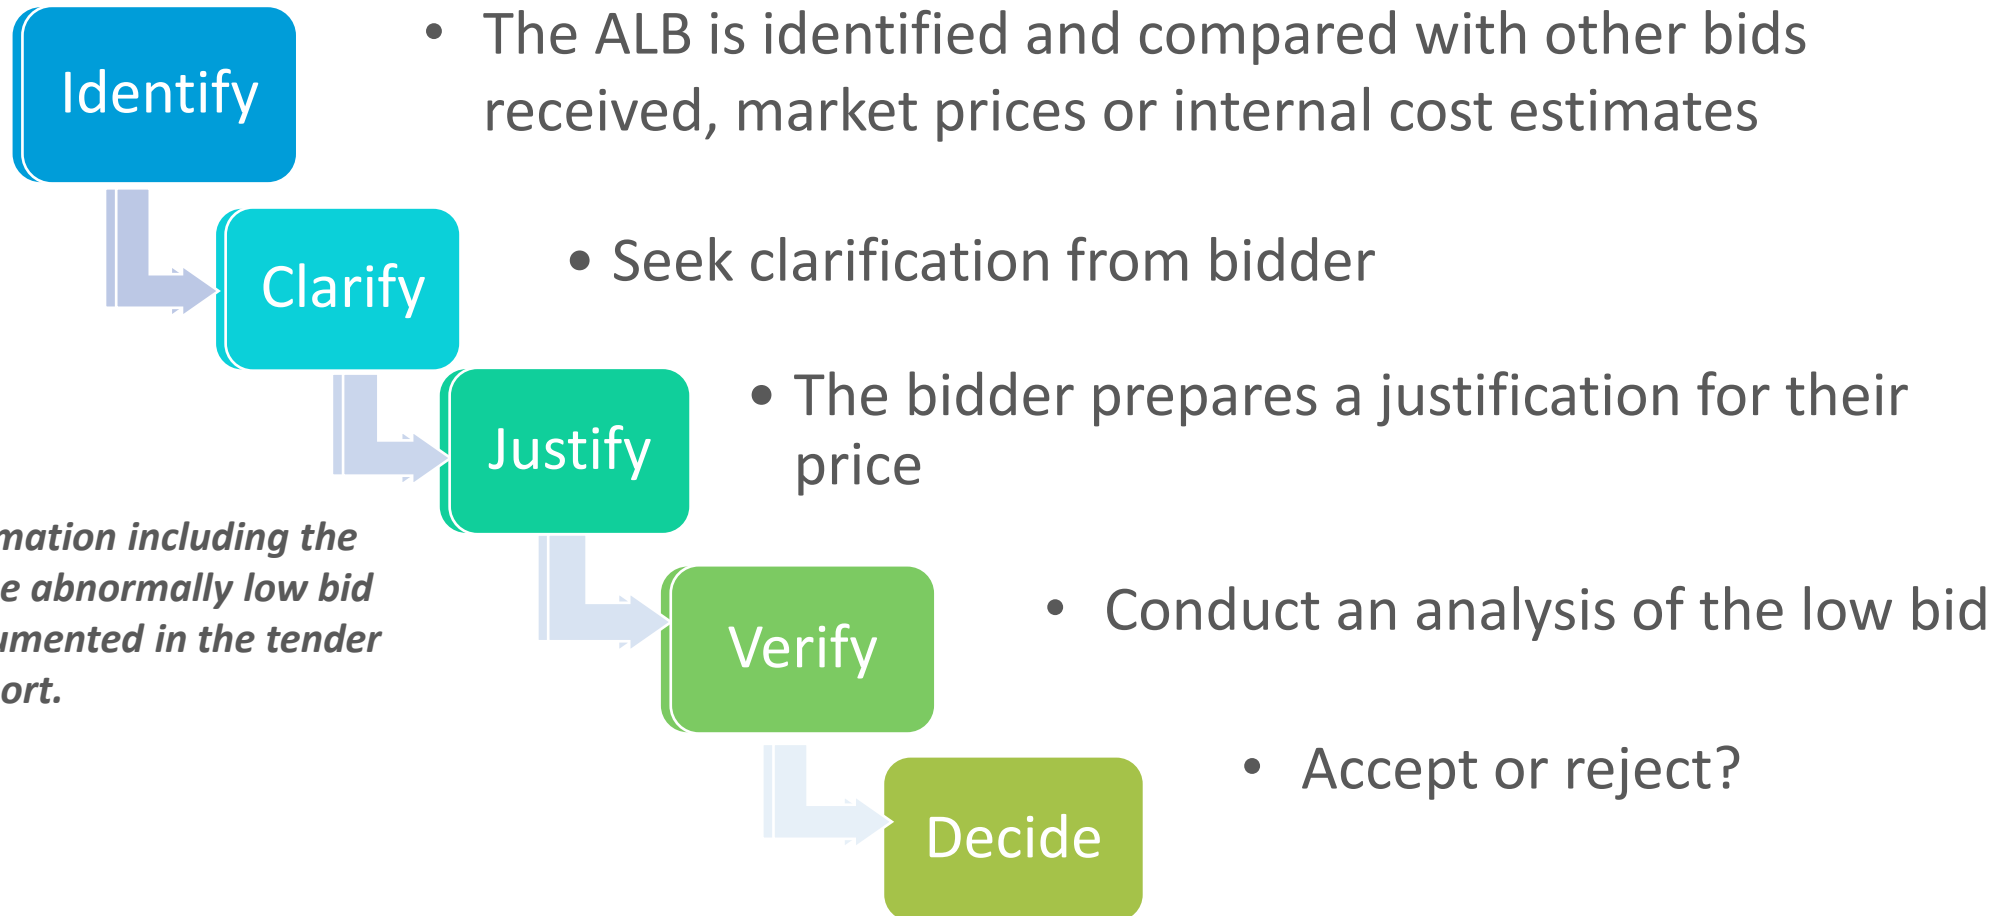 Identify
• The ALB is identified and compared with other bids
received, market prices or internal cost estimates
Clarify
• Seek clarification from bidder
Justify
• The bidder prepares a justification for their
price
mation including the
e abnormally low bid
umented in the tender
ort.
Verify
• Conduct an analysis of the low bid
Decide
• Accept or reject?